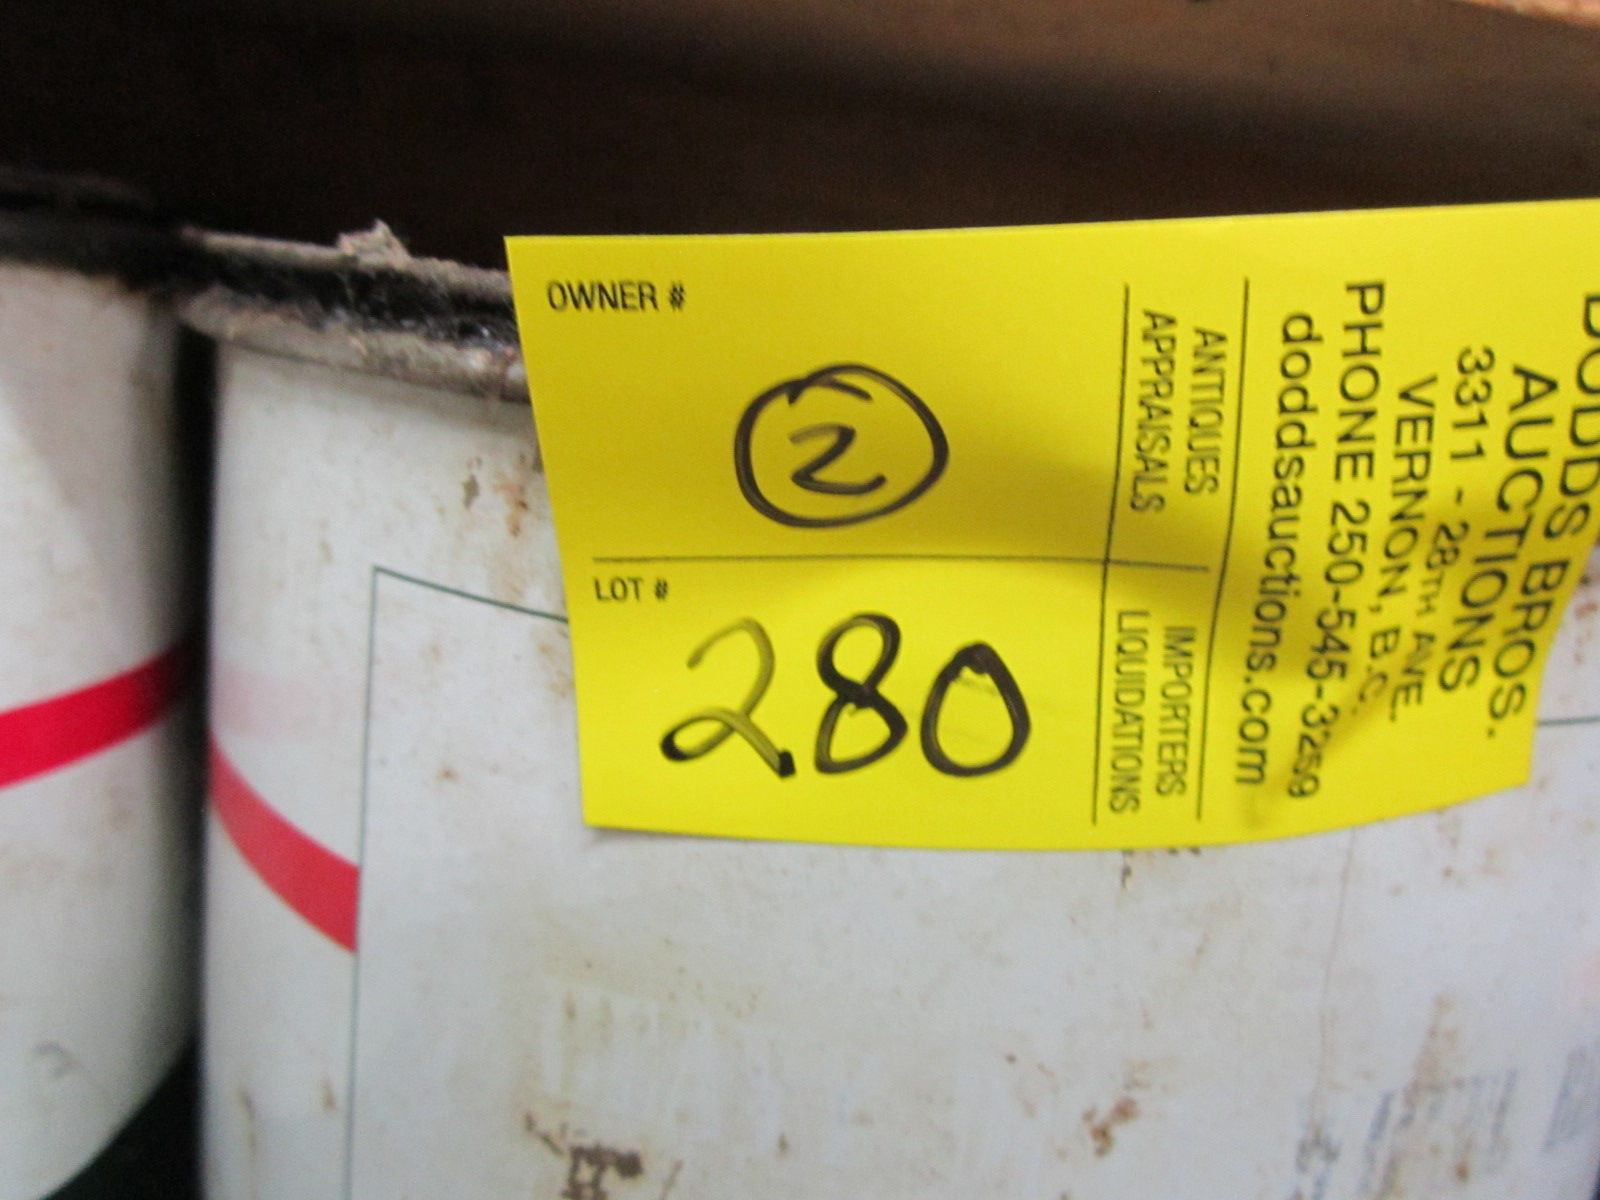 OWNER #
2
LOT #
280
DODDS BROS.
AUCTIONS
3311 - 28TH AVE.
VERNON, B.C.
PHONE 250-545-3259
doddsauctions.com
ANTIQUES
APPRAISALS
IMPORTERS
LIQUIDATIONS